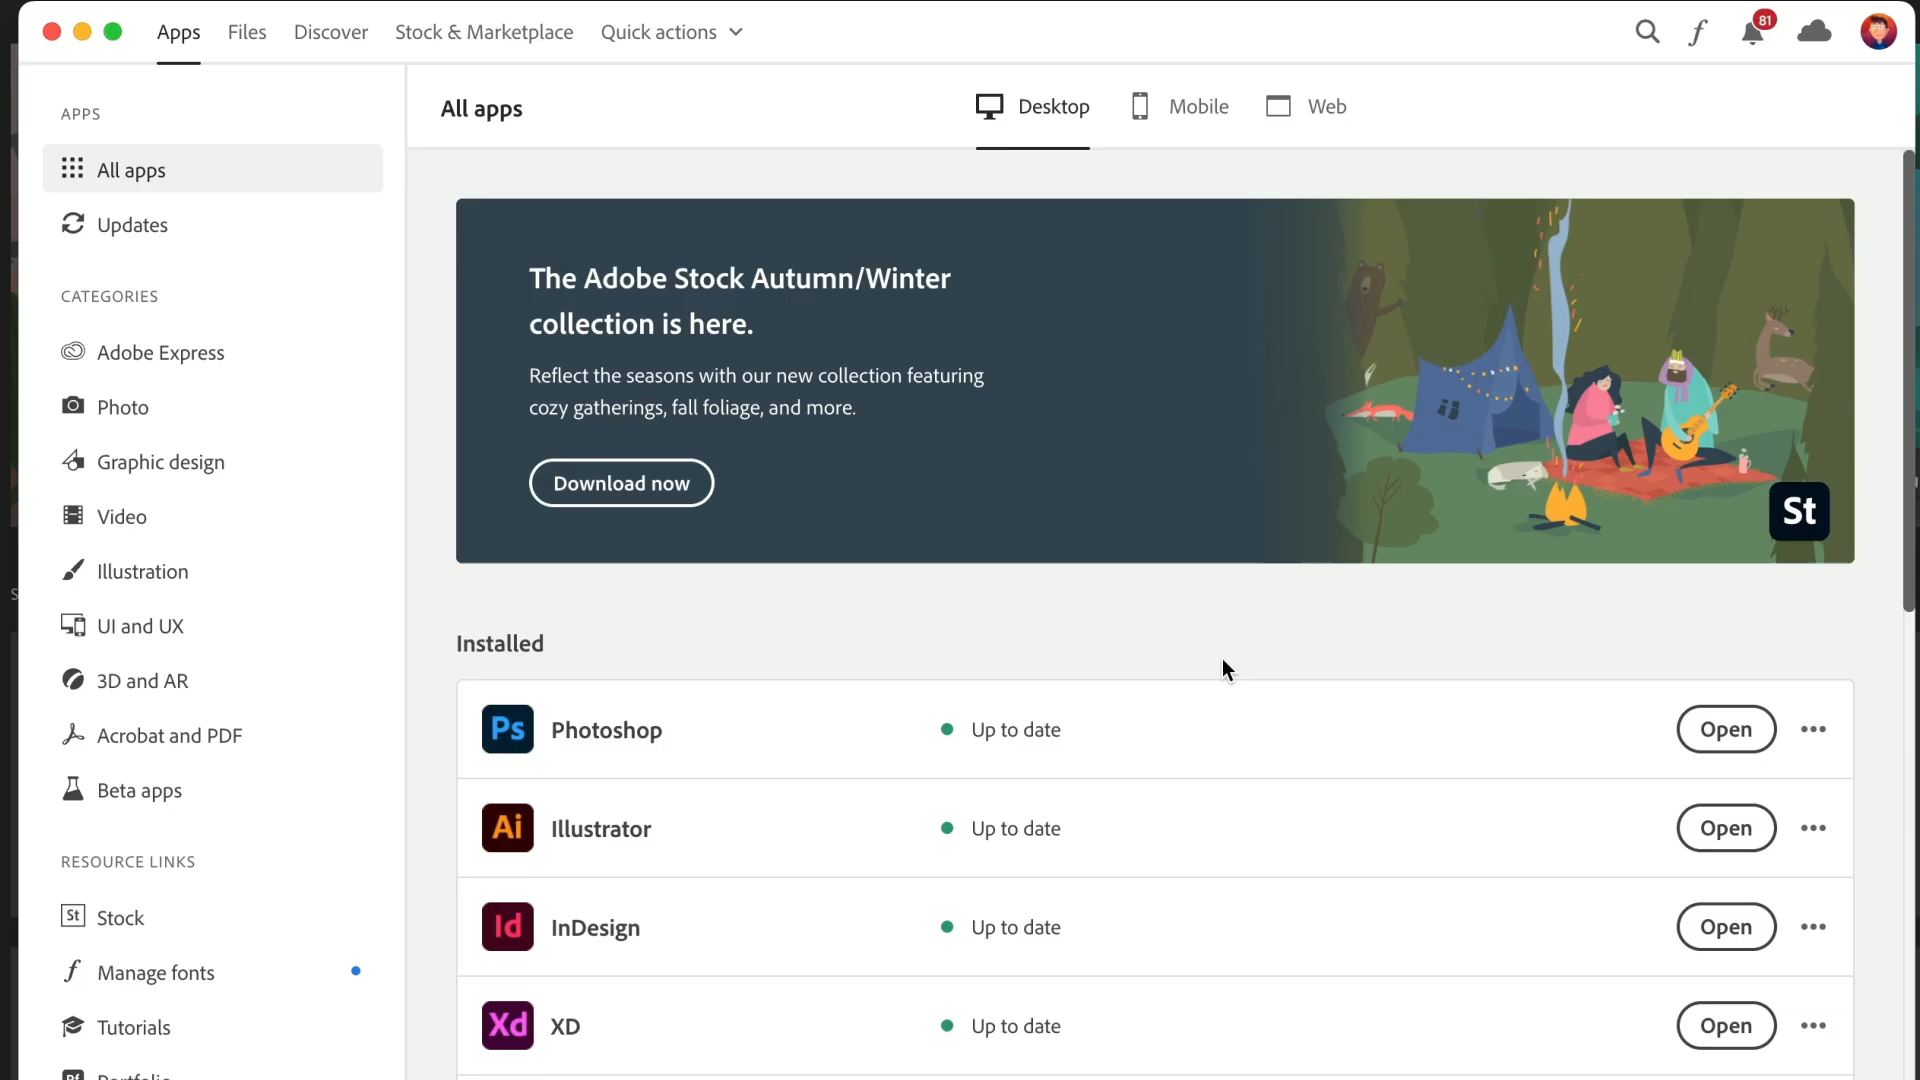 Apps Files Discover Stock & Marketplace Quick actions
81
APPS
All apps
Updates
CATEGORIES
Adobe Express
Photo
Graphic design
Video
Illustration
UI and UX
3D and AR
Acrobat and PDF
Beta apps
RESOURCE LINKS
St Stock
Manage fonts
Tutorials
All apps
Desktop Mobile Web
The Adobe Stock Autumn/Winter
collection is here.
Reflect the seasons with our new collection featuring
cozy gatherings, fall foliage, and more.
Download now
St
Installed
Ps Photoshop Up to date Open
Ai Illustrator Up to date Open
Id InDesign Up to date Open
Xd XD Up to date Open